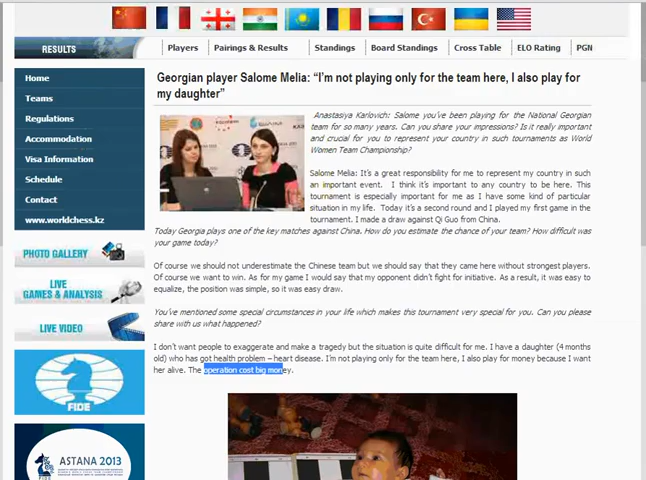 RESULTS
Players
Pairings & Results
Standings
Board Standings
Cross Table
ELO Rating
PGN
Home
Teams
Regulations
Accommodation
Visa Information
Schedule
Contact
www.worldchess.kz
PHOTO GALLERY
LIVE
GAMES & ANALYSIS
LIVE VIDEO
FIDE
ASTANA 2013
Georgian player Salome Melia: “I’m not playing only for the team here, I also play for
my daughter”
Anastasiya Karlovich: Salome you’ve been playing for the National Georgian
team for so many years. Can you share your impressions? Is it really important
and crucial for you to represent your country in such tournaments as World
Women Team Championship?
Salome Melia: It’s a great responsibility for me to represent my country in such
an important event. I think it’s important to any country to be here. This
tournament is especially important for me as I have some kind of particular
situation in my life. Today it’s a second round and I played my first game in the
tournament. I made a draw against Qi Guo from China.
Today Georgia plays one of the key matches against China. How do you estimate the chance of your team? How difficult was
your game today?
Of course we should not underestimate the Chinese team but we should say that they came here without strongest players.
Of course we want to win. As for my game I would say that my opponent didn’t fight for initiative. As a result, it was easy to
equalize, the position was simple, so it was easy draw.
You’ve mentioned some special circumstances in your life which makes this tournament very special for you. Can you please
share with us what happened?
I don’t want people to exaggerate and make a tragedy but the situation is quite difficult for me. I have a daughter (4 months
old) who has got health problem – heart disease. I’m not playing only for the team here, I also play for money because I want
her alive. The operation cost big money.